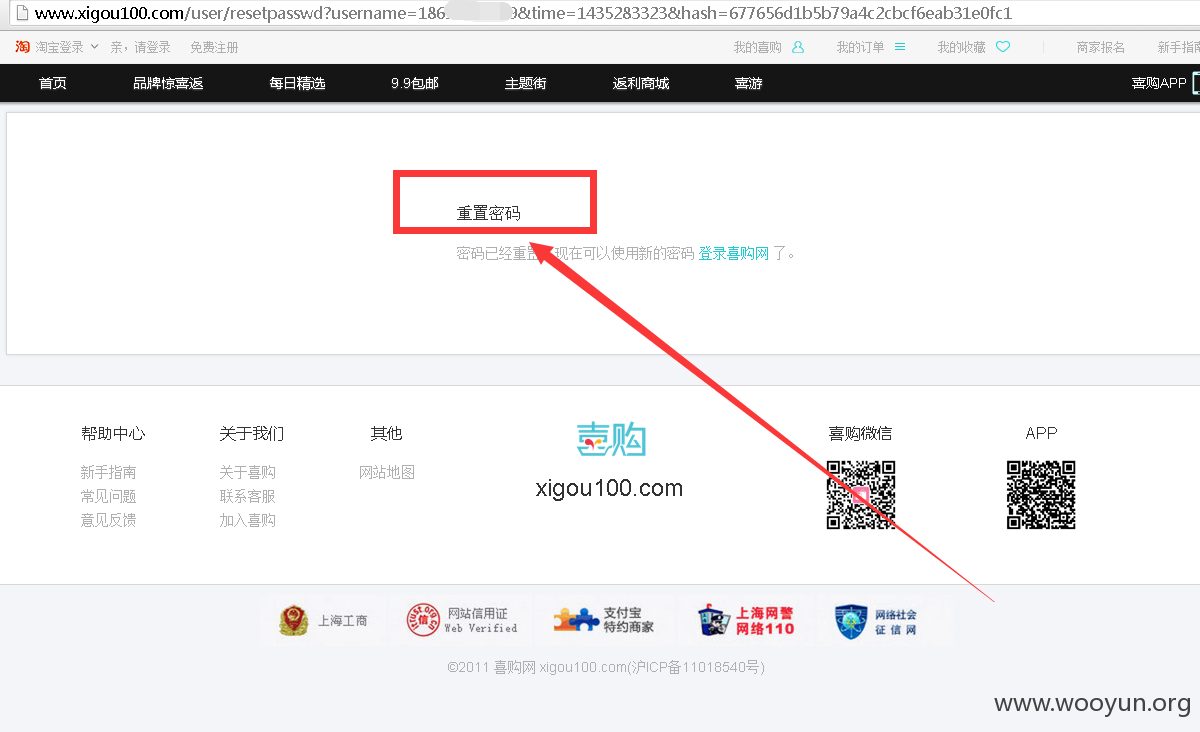 www.xigou100.com/user/resetpasswd?username=186 9&time=1435283323&hash=677656d1b5b79a4c2cbcf6eab31e0fc1
淘 淘宝登录 亲，请登录 免费注册 我的喜购 我的订单 我的收藏 商家报名 新手指南
首页 品牌惊喜返 每日精选 9.9包邮 主题街 返利商城 喜游 喜购APP
重置密码
密码已经重置 现在可以使用新的密码 登录喜购网 了。
帮助中心 关于我们 其他 喜购 喜购微信 APP
新手指南 关于喜购 网站地图 xigou100.com
常见问题 联系客服
意见反馈 加入喜购
上海工商 网站信用证 Web Verified 支付宝 特约商家 上海网警 网络110 网络社会 征信网
©2011 喜购网 xigou100.com(沪ICP备11018540号)
www.wooyun.org